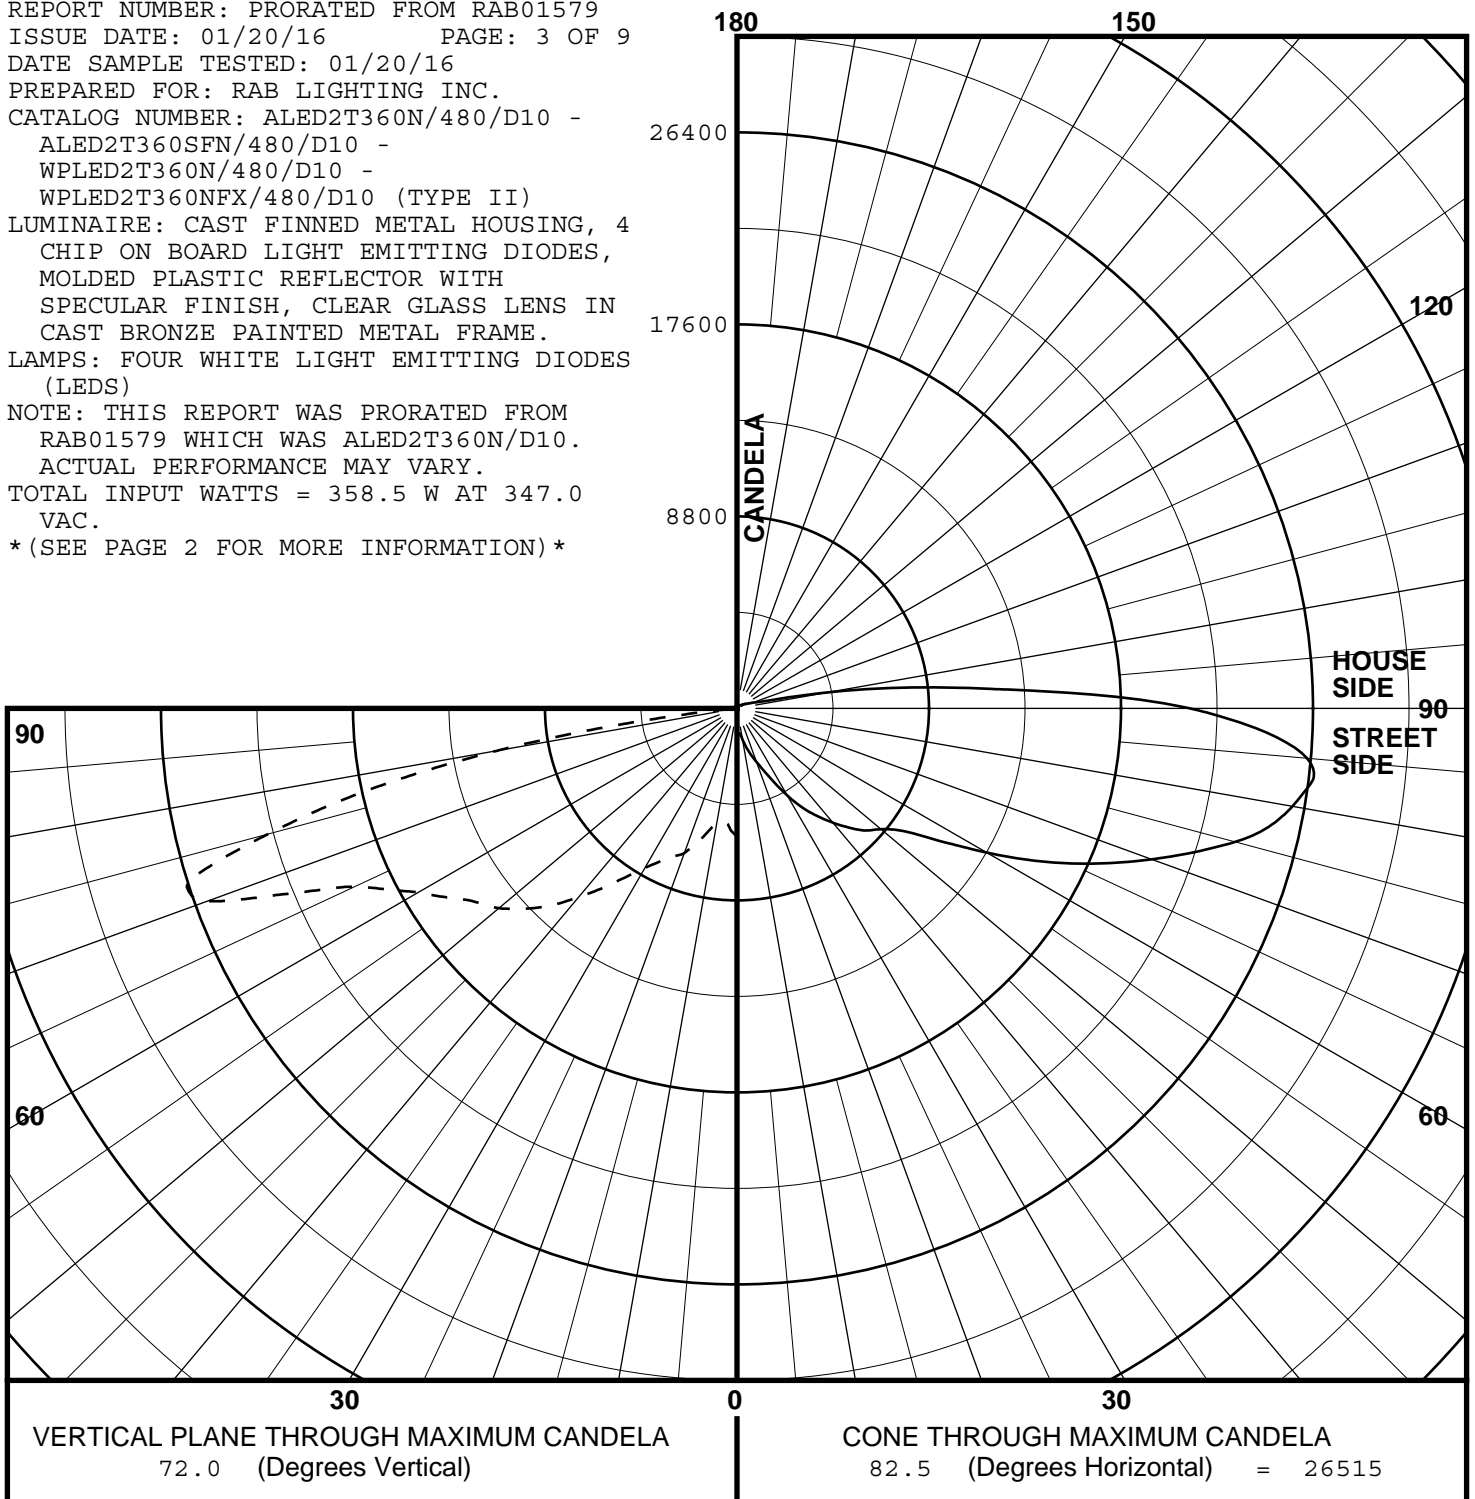 REPORT NUMBER: PRORATED FROM RAB01579
ISSUE DATE: 01/20/16 PAGE: 3 OF 9
DATE SAMPLE TESTED: 01/20/16
PREPARED FOR: RAB LIGHTING INC.
CATALOG NUMBER: ALED2T360N/480/D10 -
ALED2T360SFN/480/D10 -
WPLED2T360N/480/D10 -
WPLED2T360NFX/480/D10 (TYPE II)
LUMINAIRE: CAST FINNED METAL HOUSING, 4
CHIP ON BOARD LIGHT EMITTING DIODES,
MOLDED PLASTIC REFLECTOR WITH
SPECULAR FINISH, CLEAR GLASS LENS IN
CAST BRONZE PAINTED METAL FRAME.
LAMPS: FOUR WHITE LIGHT EMITTING DIODES
(LEDS)
NOTE: THIS REPORT WAS PRORATED FROM
RAB01579 WHICH WAS ALED2T360N/D10.
ACTUAL PERFORMANCE MAY VARY.
TOTAL INPUT WATTS = 358.5 W AT 347.0
VAC.
*(SEE PAGE 2 FOR MORE INFORMATION)*
180
150
26400
120
17600
CANDELA
8800
HOUSE
SIDE
90
90
STREET
SIDE
60
60
30
0
30
VERTICAL PLANE THROUGH MAXIMUM CANDELA
72.0 (Degrees Vertical)
CONE THROUGH MAXIMUM CANDELA
82.5 (Degrees Horizontal) = 26515